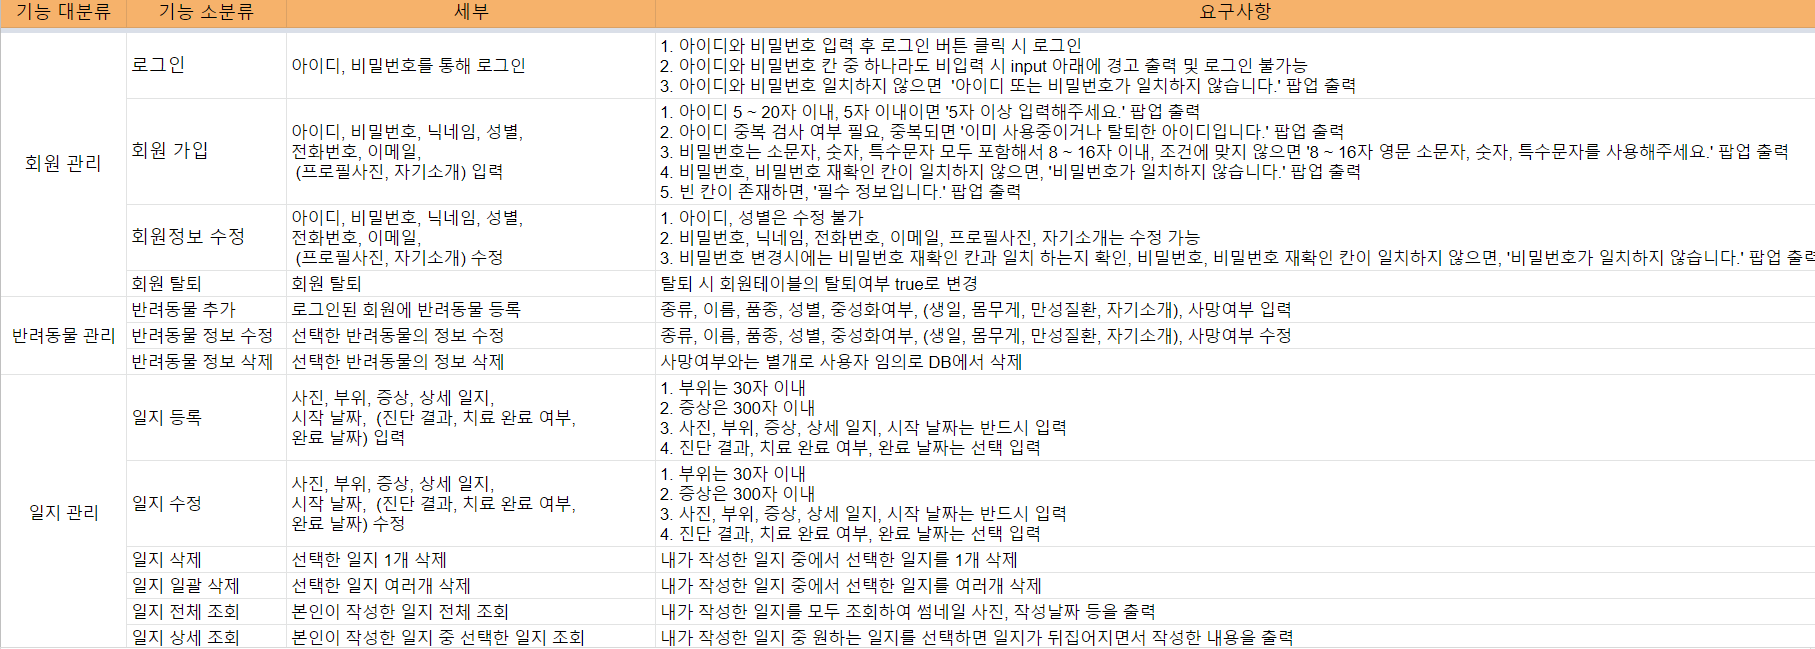 기능 대분류 기능 소분류 세부 요구사항
회원 관리
로그인
아이디, 비밀번호를 통해 로그인
1. 아이디와 비밀번호 입력 후 로그인 버튼 클릭 시 로그인
2. 아이디와 비밀번호 칸 중 하나라도 비입력 시 input 아래에 경고 출력 및 로그인 불가능
3. 아이디와 비밀번호 일치하지 않으면 '아이디 또는 비밀번호가 일치하지 않습니다.' 팝업 출력
회원 가입
아이디, 비밀번호, 닉네임, 성별,
전화번호, 이메일,
(프로필사진, 자기소개) 입력
1. 아이디 5 ~ 20자 이내, 5자 이내이면 '5자 이상 입력해주세요.' 팝업 출력
2. 아이디 중복 검사 여부 필요, 중복되면 '이미 사용중이거나 탈퇴한 아이디입니다.' 팝업 출력
3. 비밀번호는 소문자, 숫자, 특수문자 모두 포함해서 8 ~ 16자 이내, 조건에 맞지 않으면 '8 ~ 16자 영문 소문자, 숫자, 특수문자를 사용해주세요.' 팝업 출력
4. 비밀번호, 비밀번호 재확인 칸이 일치하지 않으면, '비밀번호가 일치하지 않습니다.' 팝업 출력
5. 빈 칸이 존재하면, '필수 정보입니다.' 팝업 출력
회원정보 수정
아이디, 비밀번호, 닉네임, 성별,
전화번호, 이메일,
(프로필사진, 자기소개) 수정
1. 아이디, 성별은 수정 불가
2. 비밀번호, 닉네임, 전화번호, 이메일, 프로필사진, 자기소개는 수정 가능
3. 비밀번호 변경시에는 비밀번호 재확인 칸과 일치 하는지 확인, 비밀번호, 비밀번호 재확인 칸이 일치하지 않으면, '비밀번호가 일치하지 않습니다.' 팝업 출력
회원 탈퇴
회원 탈퇴
탈퇴 시 회원테이블의 탈퇴여부 true로 변경
반려동물 관리
반려동물 추가
로그인된 회원에 반려동물 등록
종류, 이름, 품종, 성별, 중성화여부, (생일, 몸무게, 만성질환, 자기소개), 사망여부 입력
반려동물 정보 수정
선택한 반려동물의 정보 수정
종류, 이름, 품종, 성별, 중성화여부, (생일, 몸무게, 만성질환, 자기소개), 사망여부 수정
반려동물 정보 삭제
선택한 반려동물의 정보 삭제
사망여부와는 별개로 사용자 임의로 DB에서 삭제
일지 관리
일지 등록
사진, 부위, 증상, 상세 일지,
시작 날짜, (진단 결과, 치료 완료 여부,
완료 날짜) 입력
1. 부위는 30자 이내
2. 증상은 300자 이내
3. 사진, 부위, 증상, 상세 일지, 시작 날짜는 반드시 입력
4. 진단 결과, 치료 완료 여부, 완료 날짜는 선택 입력
일지 수정
사진, 부위, 증상, 상세 일지,
시작 날짜, (진단 결과, 치료 완료 여부,
완료 날짜) 수정
1. 부위는 30자 이내
2. 증상은 300자 이내
3. 사진, 부위, 증상, 상세 일지, 시작 날짜는 반드시 입력
4. 진단 결과, 치료 완료 여부, 완료 날짜는 선택 입력
일지 삭제
선택한 일지 1개 삭제
내가 작성한 일지 중에서 선택한 일지를 1개 삭제
일지 일괄 삭제
선택한 일지 여러개 삭제
내가 작성한 일지 중에서 선택한 일지를 여러개 삭제
일지 전체 조회
본인이 작성한 일지 전체 조회
내가 작성한 일지를 모두 조회하여 썸네일 사진, 작성날짜 등을 출력
일지 상세 조회
본인이 작성한 일지 중 선택한 일지 조회
내가 작성한 일지 중 원하는 일지를 선택하면 일지가 뒤집어지면서 작성한 내용을 출력